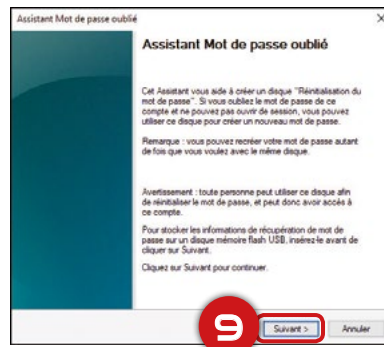 Assistant Mot de passe oublié
Assistant Mot de passe oublié
Cet Assistant vous aide à créer un disque "Réinitialisation du
mot de passe". Si vous oubliez le mot de passe de ce
compte et ne pouvez pas ouvrir de session, vous pouvez
utiliser ce disque pour créer un nouveau mot de passe.
Remarque : vous pouvez recréer votre mot de passe autant
de fois que vous voulez avec le même disque.
Avertissement : toute personne peut utiliser ce disque afin
de réinitialiser le mot de passe, et peut donc avoir accès à
ce compte.
Pour stocker les informations de récupération de mot de
passe sur un disque mémoire flash USB, insérez-le avant de
cliquer sur Suivant.
Cliquez sur Suivant pour continuer.
9
Suivant >
Annuler